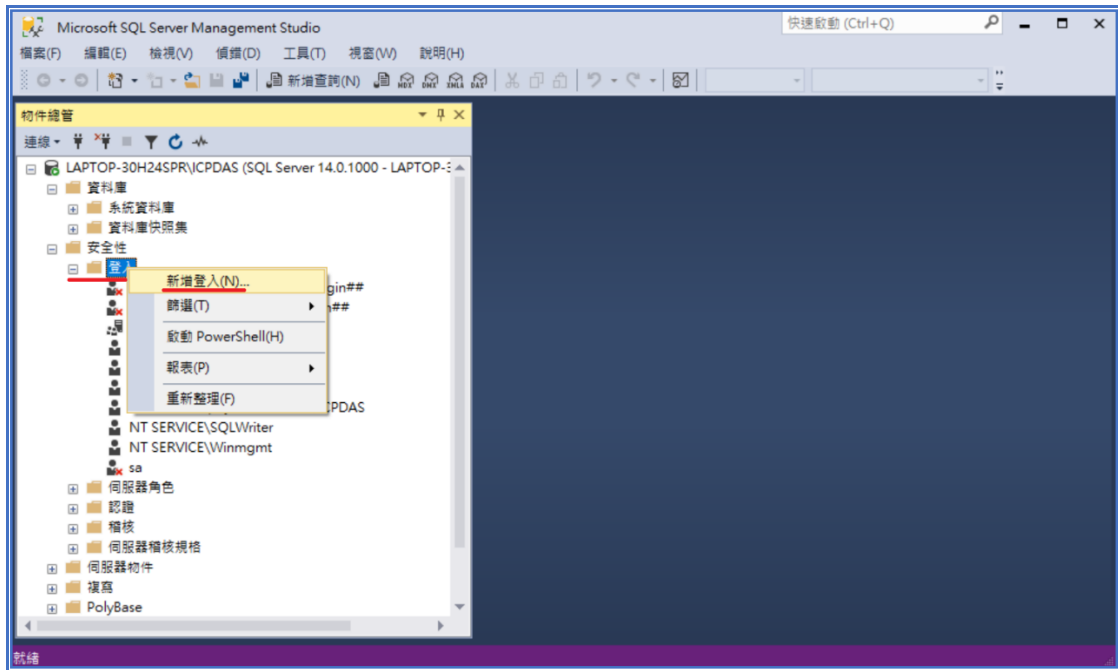 Microsoft SQL Server Management Studio
快速啟動 (Ctrl+Q)
檔案(F) 編輯(E) 檢視(V) 偵錯(D) 工具(T) 視窗(W) 說明(H)
新增查詢(N) MDX DMX XMLA DAX
物件總管
連線
LAPTOP-30H24SPR\ICPDAS (SQL Server 14.0.1000 - LAPTOP-3
資料庫
系統資料庫
資料庫快照集
安全性
登入
新增登入(N)...
gin##
篩選(T)
##
啟動 PowerShell(H)
報表(P)
重新整理(F)
PDAS
NT SERVICE\SQLWriter
NT SERVICE\Winmgmt
sa
伺服器角色
認證
稽核
伺服器稽核規格
伺服器物件
複寫
PolyBase
就緒